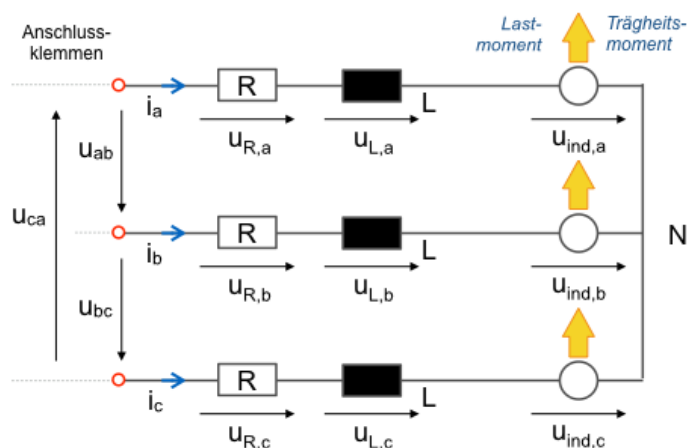 Anschluss-
klemmen
Last-
moment
Trägheits-
moment
R
L
i_a
u_R,a
u_L,a
u_ind,a
u_ab
u_ca
R
L
N
i_b
u_R,b
u_L,b
u_ind,b
u_bc
R
L
i_c
u_R,c
u_L,c
u_ind,c